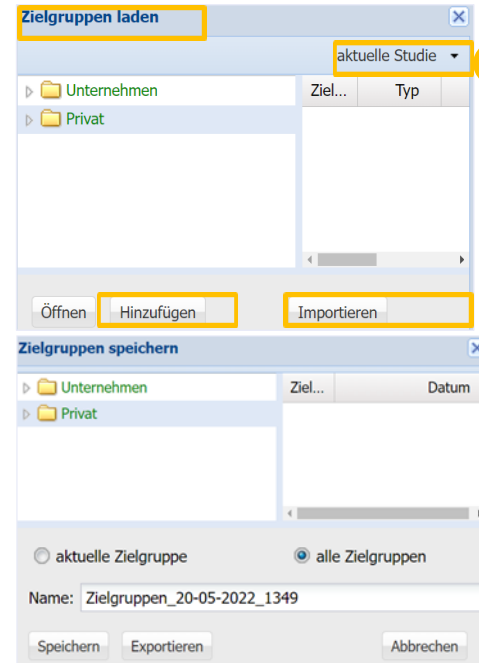 Zielgruppen laden
aktuelle Studie
Unternehmen
Privat
Ziel... Typ
Öffnen Hinzufügen Importieren
Zielgruppen speichern
Unternehmen
Privat
Ziel... Datum
aktuelle Zielgruppe alle Zielgruppen
Name: Zielgruppen_20-05-2022_1349
Speichern Exportieren Abbrechen